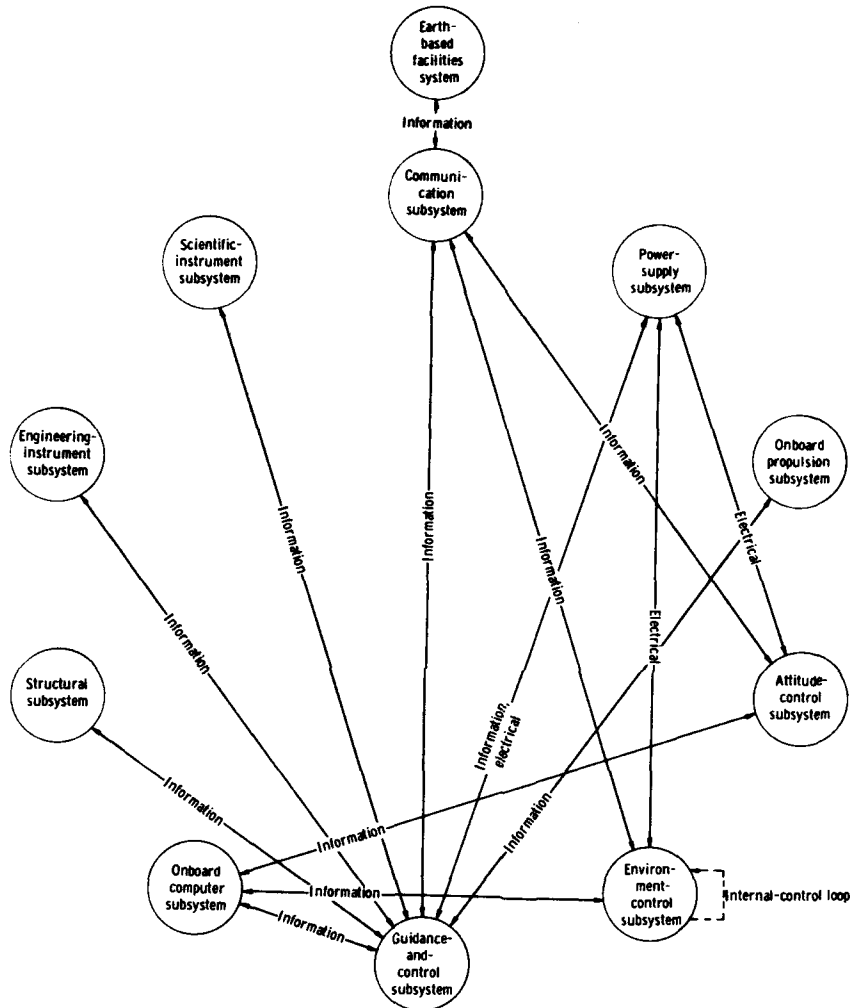 Earth-
based
facilities
system
Information
Communi-
cation
subsystem
Scientific-
instrument
subsystem
Power-
supply
subsystem
Engineering-
instrument
subsystem
Onboard
propulsion
subsystem
Information
Information
Information
Information
Electrical
Information
Electrical
Structural
subsystem
Attitude-
control
subsystem
Information,
electrical
Information
Information
Information
Onboard
computer
subsystem
Information
Information
Guidance-
and-
control
subsystem
Environment-
control
subsystem
Internal-control loop